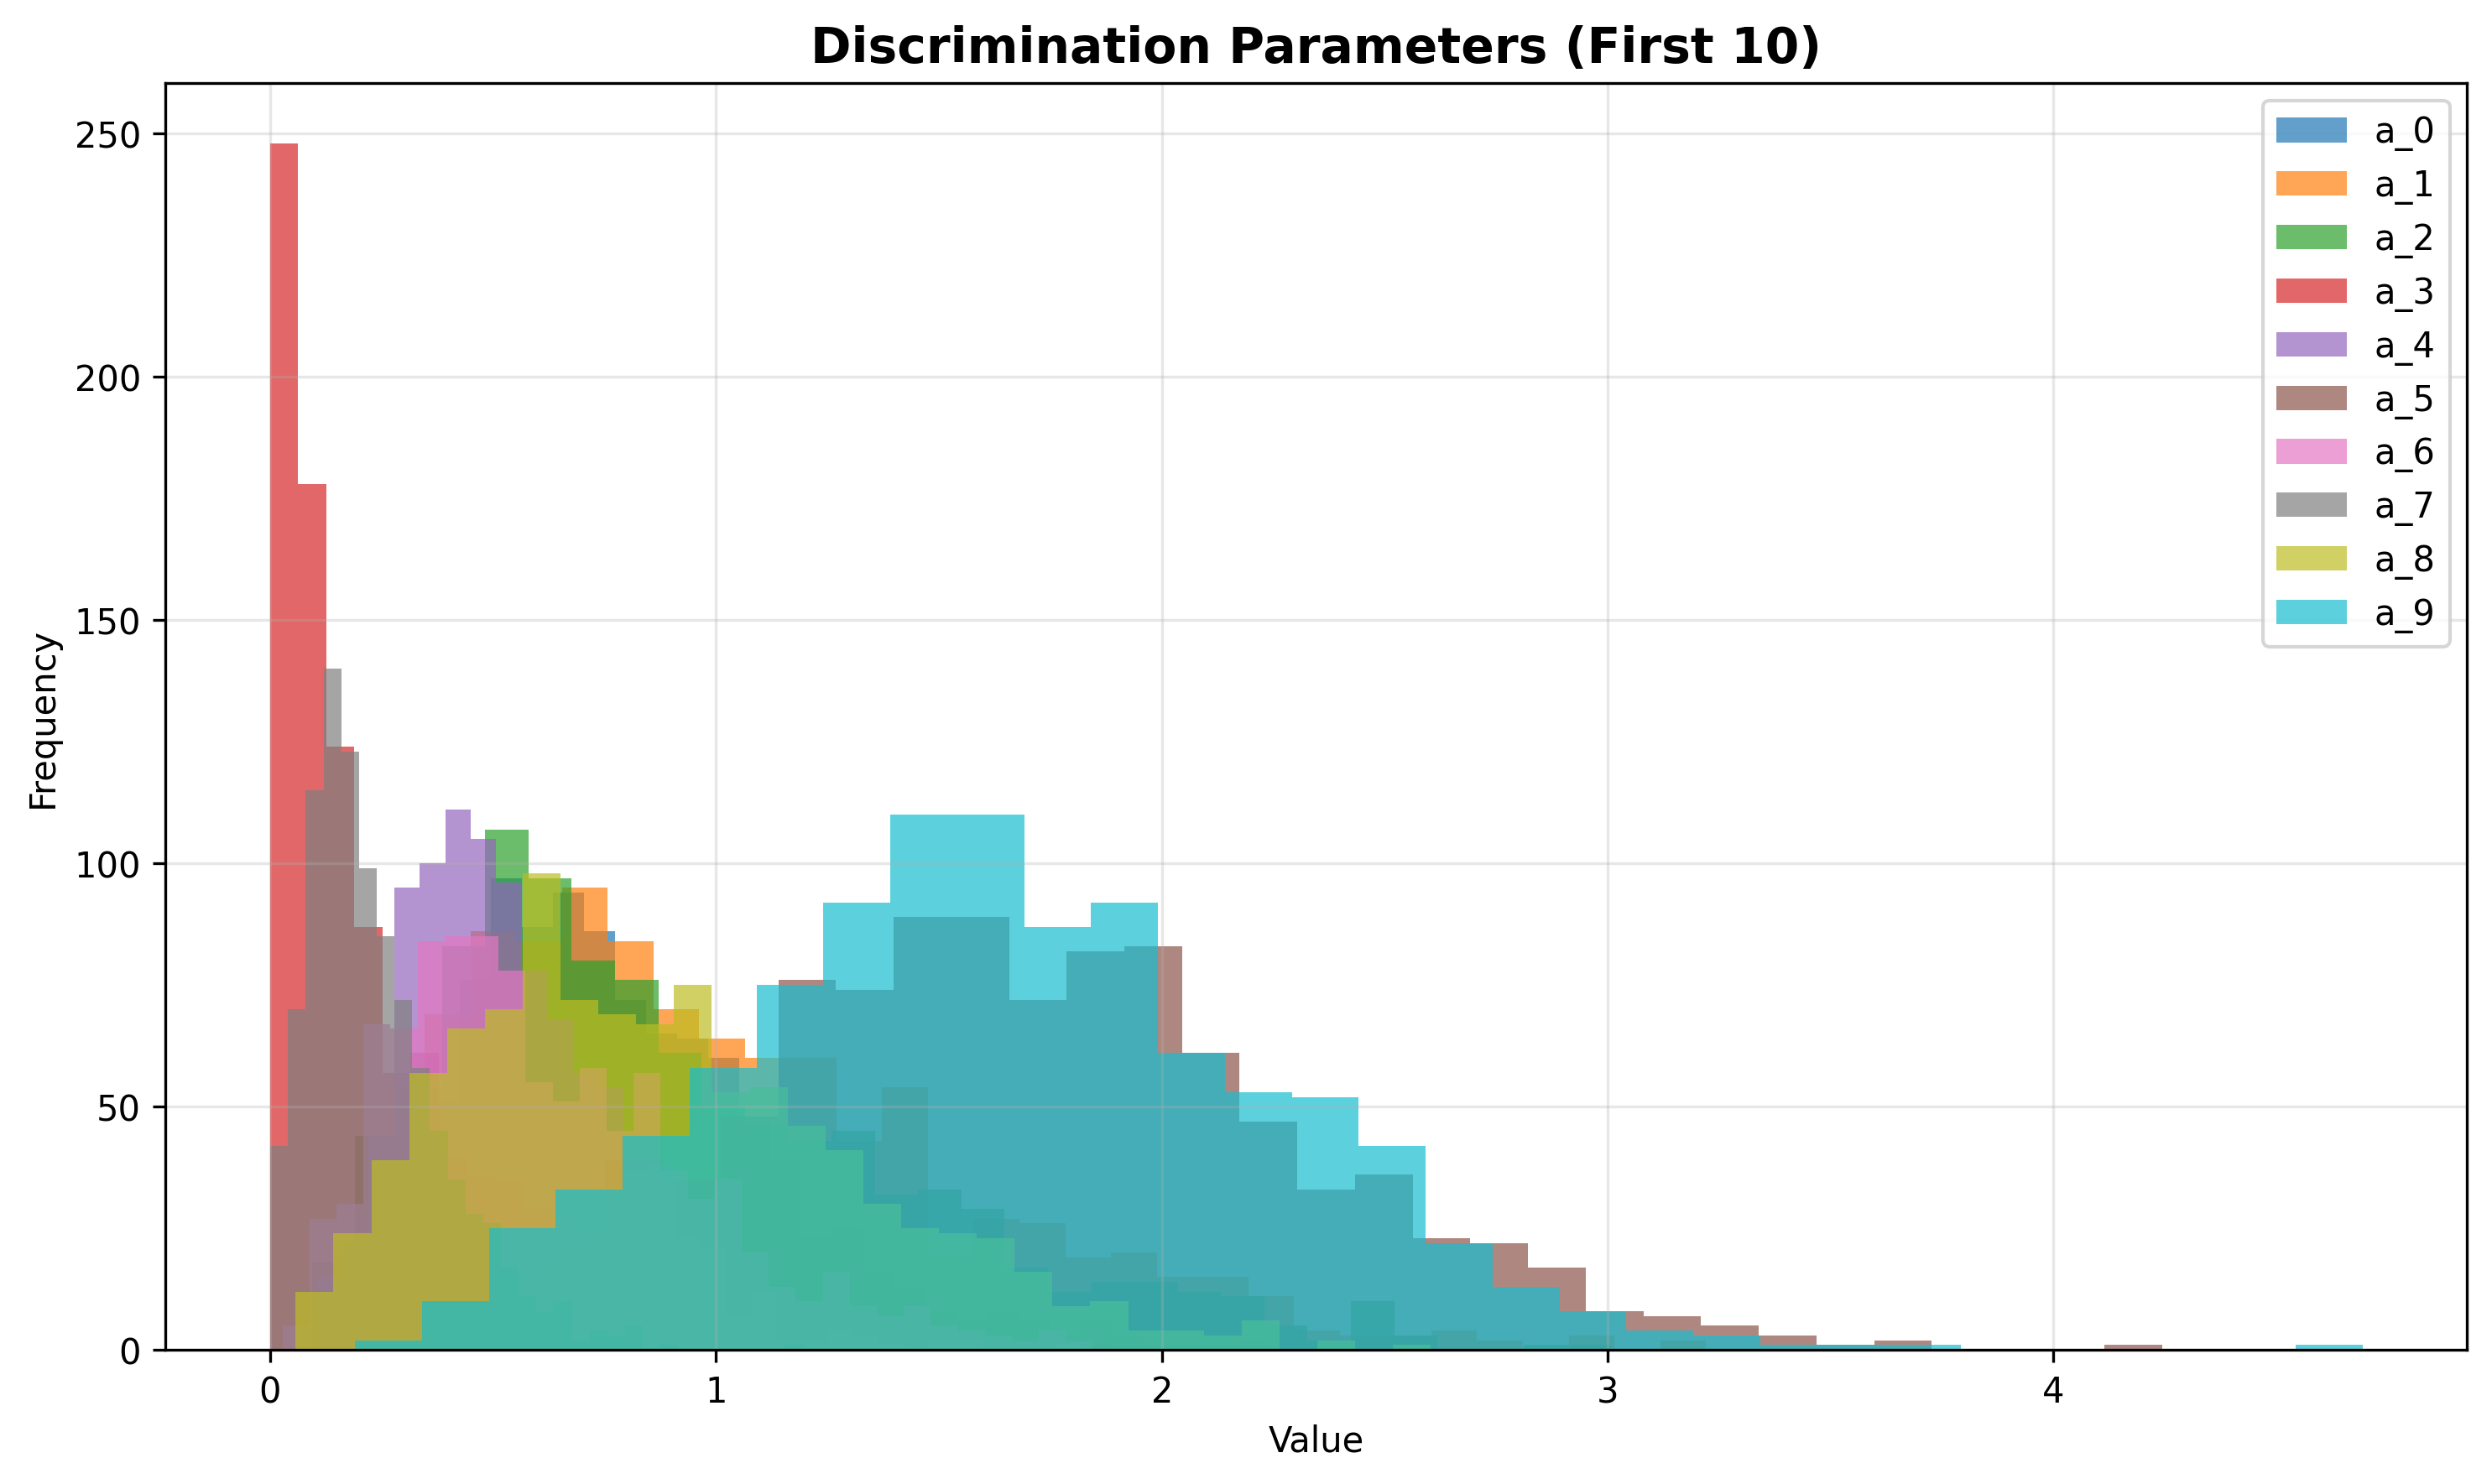 Discrimination Parameters (First 10)
250
200
150
100
50
0
Frequency
0 1 2 3 4
Value
a_0
a_1
a_2
a_3
a_4
a_5
a_6
a_7
a_8
a_9